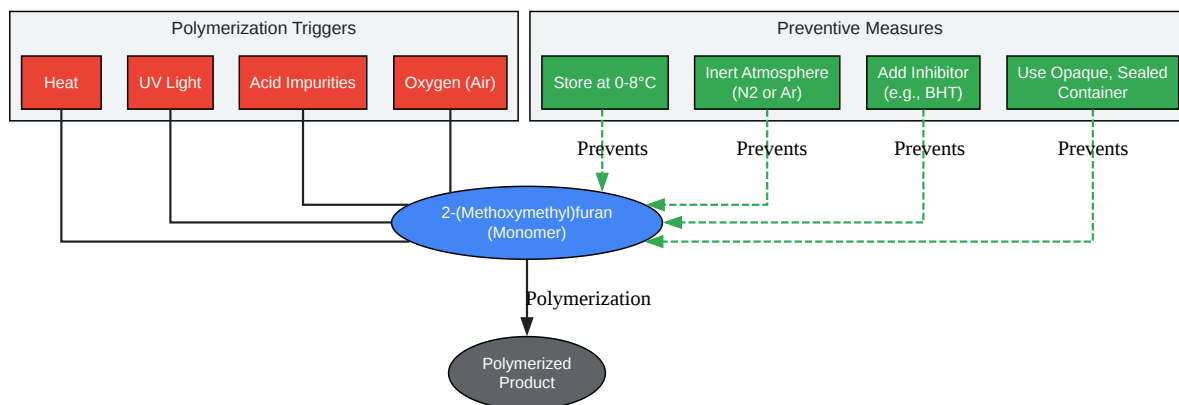 Polymerization Triggers
Preventive Measures
Heat
UV Light
Acid Impurities
Oxygen (Air)
Store at 0-8°C
Inert Atmosphere
(N2 or Ar)
Add Inhibitor
(e.g., BHT)
Use Opaque, Sealed
Container
Prevents
Prevents
Prevents
Prevents
2-(Methoxymethyl)furan
(Monomer)
Polymerization
Polymerized
Product